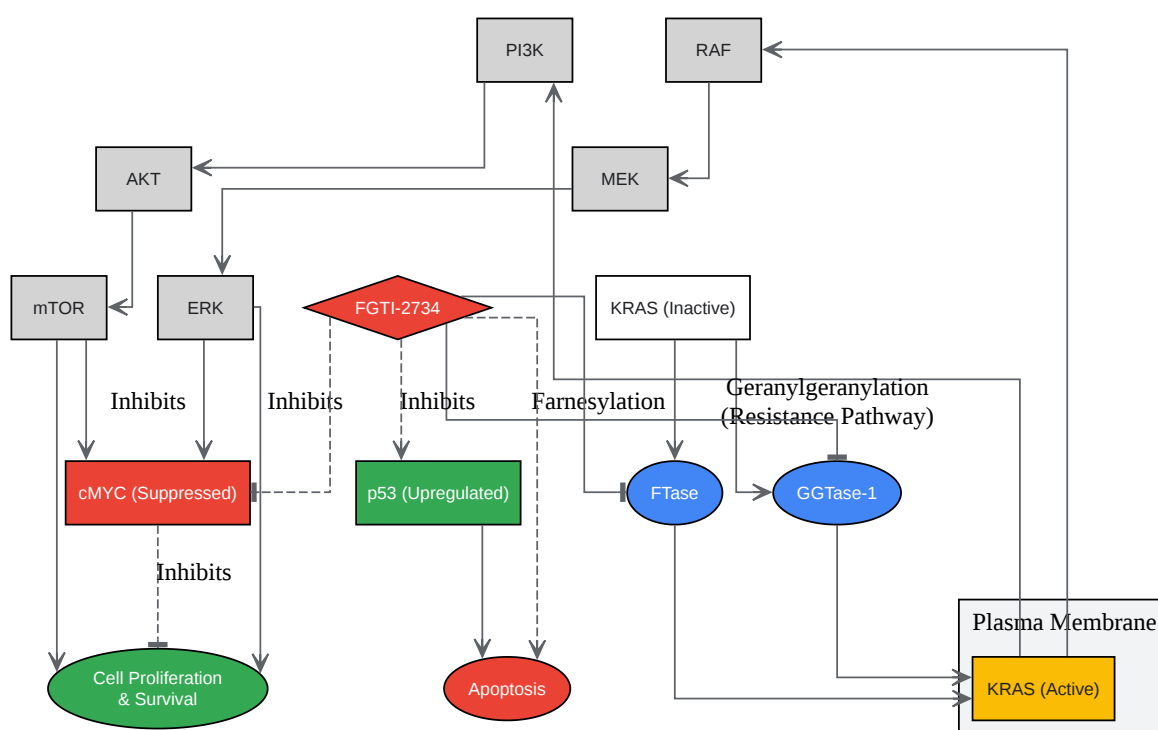 PI3K
RAF
AKT
MEK
mTOR
ERK
FGTI-2734
KRAS (Inactive)
Inhibits
Inhibits
Inhibits
Farnesylation
Geranylgeranylation
(Resistance Pathway)
cMYC (Suppressed)
p53 (Upregulated)
FTase
GGTase-1
Inhibits
Plasma Membrane
Cell Proliferation
& Survival
Apoptosis
KRAS (Active)